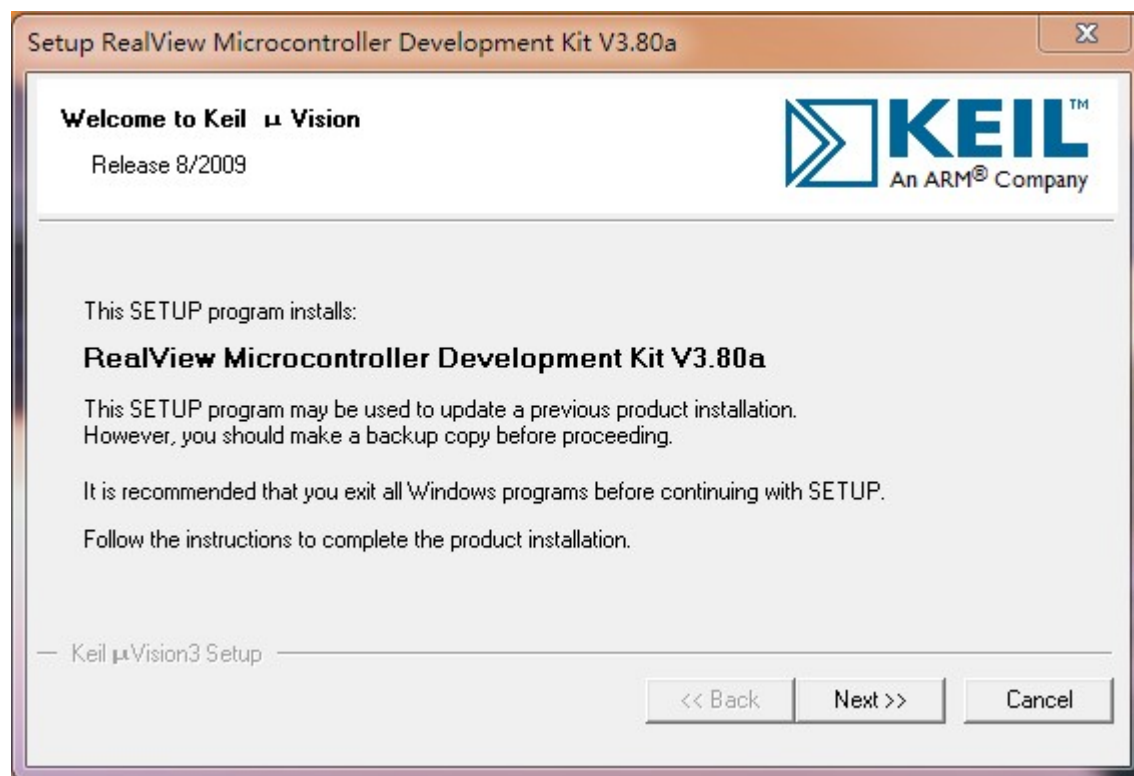 Setup RealView Microcontroller Development Kit V3.80a
Welcome to Keil μ Vision
Release 8/2009
KEIL™
An ARM® Company
This SETUP program installs:
RealView Microcontroller Development Kit V3.80a
This SETUP program may be used to update a previous product installation.
However, you should make a backup copy before proceeding.
It is recommended that you exit all Windows programs before continuing with SETUP.
Follow the instructions to complete the product installation.
Keil μVision3 Setup
<< Back Next >> Cancel